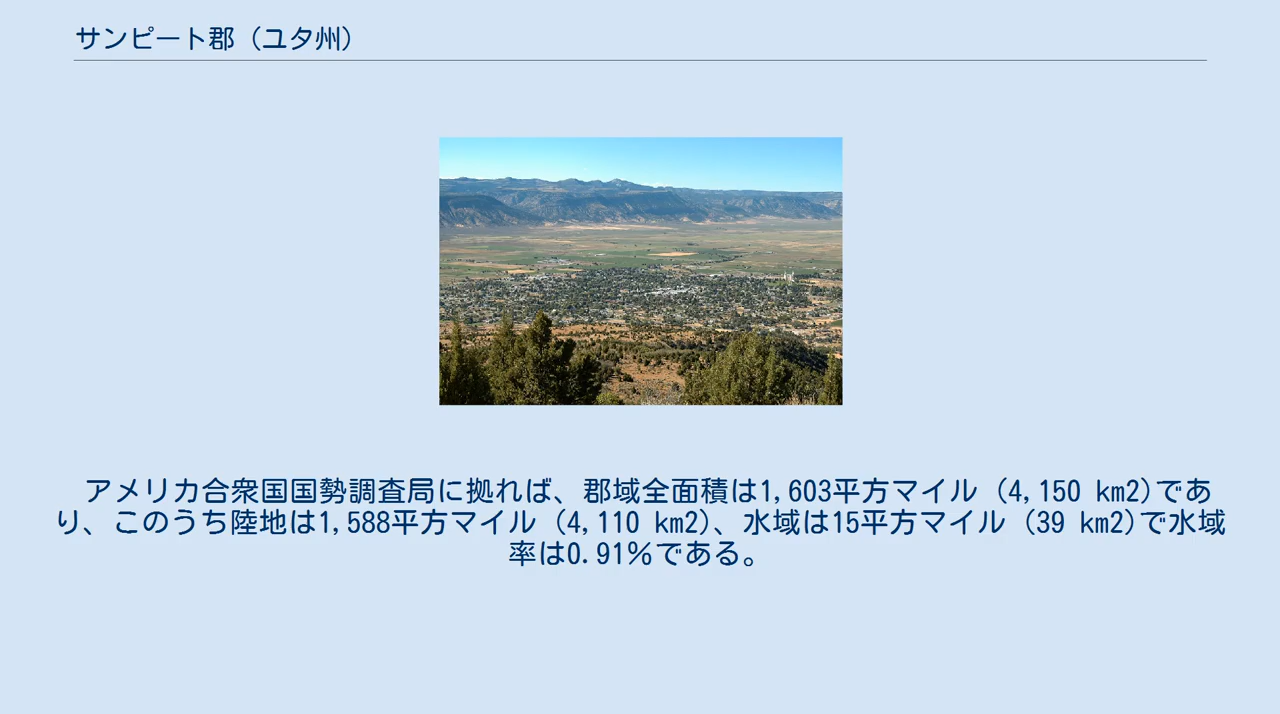 サンピート郡（ユタ州）
アメリカ合衆国国勢調査局に拠れば、郡域全面積は1,603平方マイル (4,150 km2)であ
り、このうち陸地は1,588平方マイル (4,110 km2)、水域は15平方マイル (39 km2)で水域
率は0.91%である。